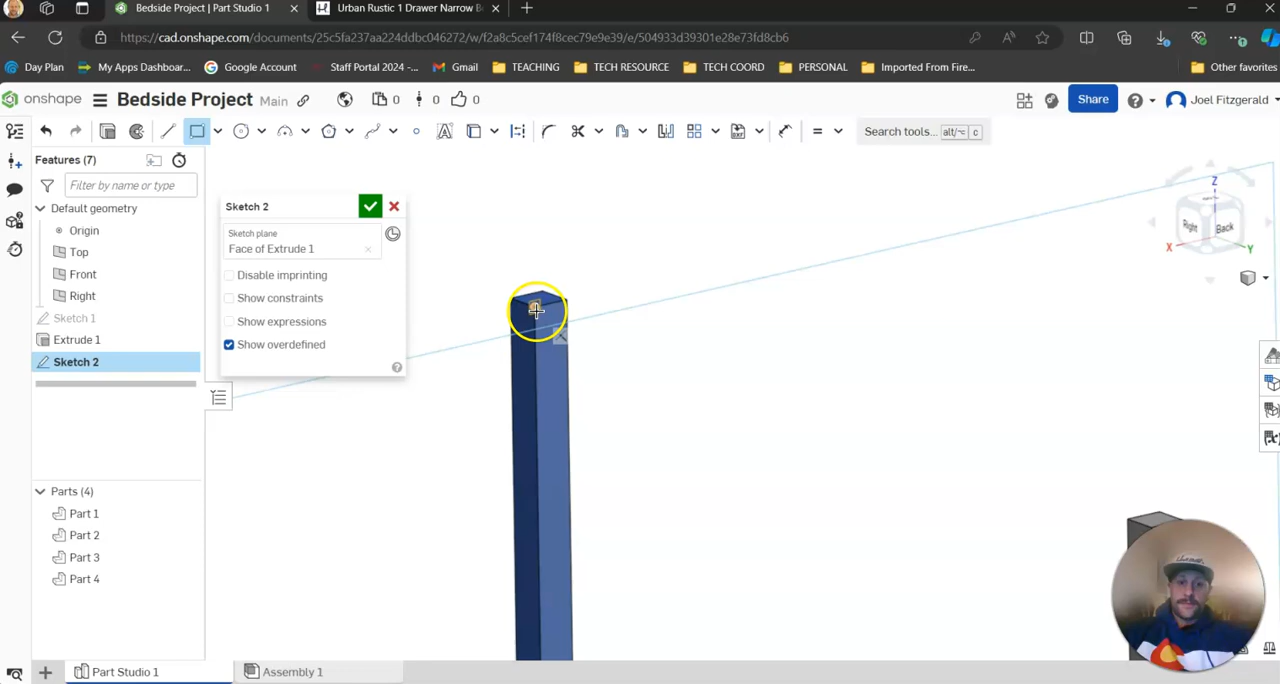 Bedside Project | Part Studio 1
Urban Rustic 1 Drawer Narrow B
https://cad.onshape.com/documents/25c5fa237aa224ddbc046272/w/f2a8c5cef174f8cec79e9e39/e/504933d39301e28e73fd8cb6
Day Plan
My Apps Dashboar...
Google Account
Staff Portal 2024 -...
Gmail
TEACHING
TECH RESOURCE
TECH COORD
PERSONAL
Imported From Fire...
Other favorites
onshape
Bedside Project
Main
0
0
0
Share
Joel Fitzgerald
Search tools...
alt/⌥
c
Features (7)
Filter by name or type
Default geometry
Origin
Top
Front
Right
Sketch 1
Extrude 1
Sketch 2
Sketch 2
Sketch plane
Face of Extrude 1
Disable imprinting
Show constraints
Show expressions
Show overdefined
Z
Right
Back
X
Y
Parts (4)
Part 1
Part 2
Part 3
Part 4
Part Studio 1
Assembly 1